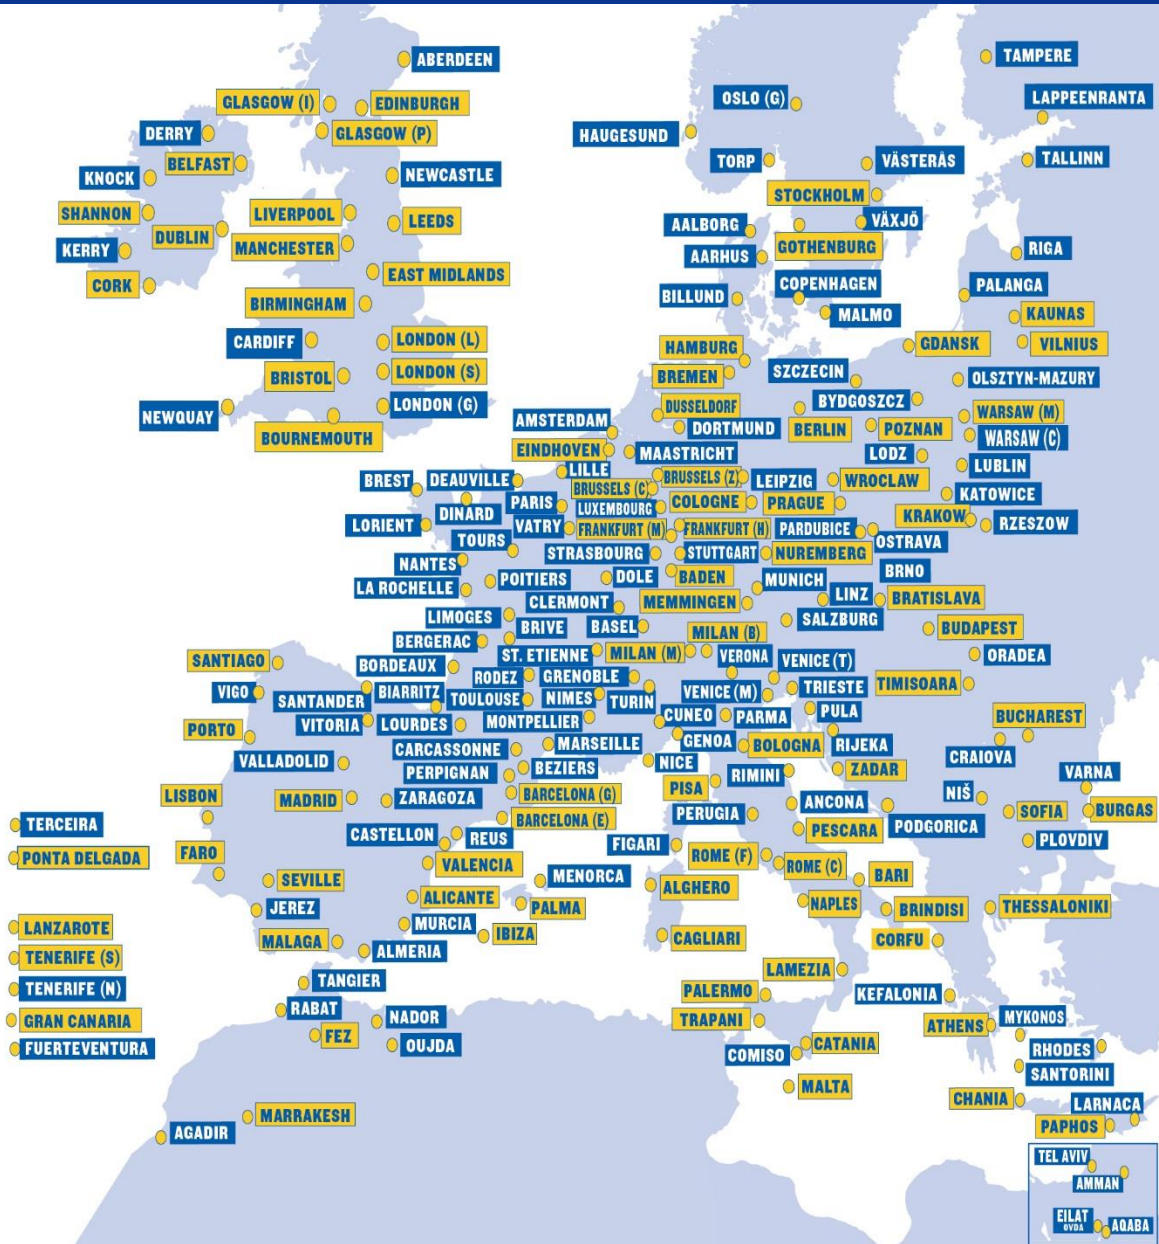 ABERDEEN
TAMPERE
GLASGOW (I)
EDINBURGH
OSLO (G)
LAPPEENRANTA
DERRY
GLASGOW (P)
HAUGESUND
BELFAST
TORP
VÄSTERÅS
TALLINN
KNOCK
NEWCASTLE
STOCKHOLM
SHANNON
LIVERPOOL
LEEDS
AALBORG
VÄXJÖ
DUBLIN
MANCHESTER
GOTHENBURG
KERRY
AARHUS
RIGA
CORK
EAST MIDLANDS
COPENHAGEN
BILLUND
PALANGA
BIRMINGHAM
MALMO
KAUNAS
CARDIFF
LONDON (L)
HAMBURG
GDANSK
VILNIUS
BRISTOL
LONDON (S)
BREMEN
SZCZECIN
OLSZTYN-MAZURY
NEWQUAY
LONDON (G)
DUSSELDORF
BYDGOSZCZ
WARSAW (M)
BOURNEMOUTH
AMSTERDAM
DORTMUND
BERLIN
POZNAN
WARSAW (C)
EINDHOVEN
MAASTRICHT
LODZ
LUBLIN
LILLE
BREST
DEAUVILLE
BRUSSELS (C)
BRUSSELS (Z)
LEIPZIG
WROCLAW
KATOWICE
DINARD
PARIS
LUXEMBOURG
COLOGNE
PRAGUE
KRAKOW
RZESZOW
LORIENT
VATRY
FRANKFURT (M)
FRANKFURT (H)
PARDUBICE
OSTRAVA
TOURS
STRASBOURG
STUTTGART
NUREMBERG
NANTES
BRNO
LA ROCHELLE
POITIERS
DOLE
BADEN
MUNICH
CLERMONT
MEMMINGEN
LINZ
BRATISLAVA
LIMOGES
BRIVE
BASEL
SALZBURG
BUDAPEST
BERGERAC
MILAN (B)
SANTIAGO
BORDEAUX
ST. ETIENNE
MILAN (M)
VERONA
VENICE (T)
ORADEA
VIGO
SANTANDER
BIARRITZ
RODEZ
GRENOBLE
TIMISOARA
TOULOUSE
NIMES
TURIN
VENICE (M)
TRIESTE
VITORIA
LOURDES
MONTPELLIER
CUNEO
PARMA
PULA
BUCHAREST
PORTO
VALLADOLID
CARCASSONNE
MARSEILLE
GENOA
BOLOGNA
RIJEKA
CRAIOVA
PERPIGNAN
BEZIERS
NICE
RIMINI
ZADAR
VARNA
LISBON
MADRID
ZARAGOZA
BARCELONA (G)
PISA
NIŠ
TERCEIRA
BARCELONA (E)
PERUGIA
ANCONA
PODGORICA
SOFIA
BURGAS
PESCARA
PLOVDIV
PONTA DELGADA
CASTELLON
REUS
FIGARI
FARO
VALENCIA
ROME (F)
ROME (C)
SEVILLE
MENORCA
ALGHERO
BARI
JEREZ
ALICANTE
PALMA
NAPLES
BRINDISI
THESSALONIKI
LANZAROTE
MURCIA
IBIZA
CAGLIARI
CORFU
MALAGA
ALMERIA
TENERIFE (S)
LAMEZIA
TANGIER
TENERIFE (N)
PALERMO
KEFALONIA
RABAT
NADOR
TRAPANI
ATHENS
MYKONOS
GRAN CANARIA
FEZ
OUJDA
FUERTEVENTURA
COMISO
CATANIA
RHODES
SANTORINI
MALTA
CHANIA
LARNACA
MARRAKESH
PAPHOS
AGADIR
TEL AVIV
AMMAN
EILAT
OVDA
AQABA